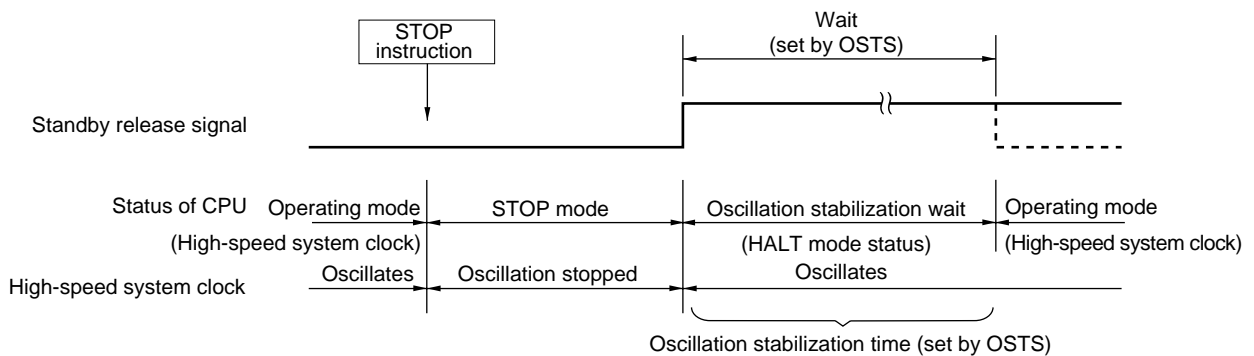 STOP
instruction
Wait
(set by OSTS)
Standby release signal
Status of CPU
Operating mode
(High-speed system clock)
STOP mode
Oscillation stabilization wait
(HALT mode status)
Operating mode
(High-speed system clock)
High-speed system clock
Oscillates
Oscillation stopped
Oscillates
Oscillation stabilization time (set by OSTS)